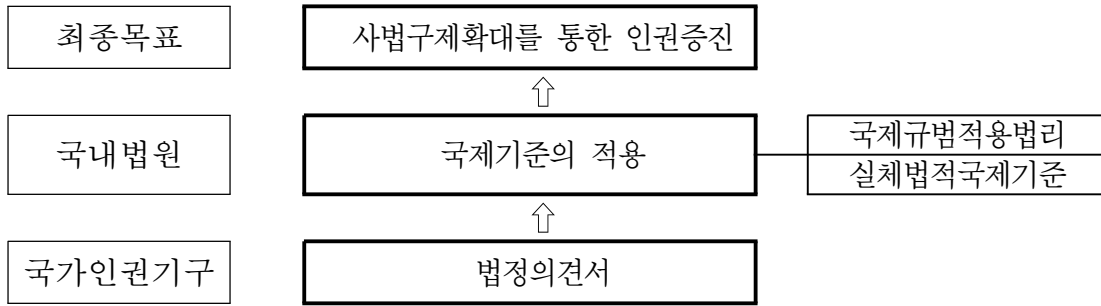 최종목표
사법구제확대를 통한 인권증진
국내법원
국제기준의 적용
국제규범적용법리
실체법적국제기준
국가인권기구
법정의견서